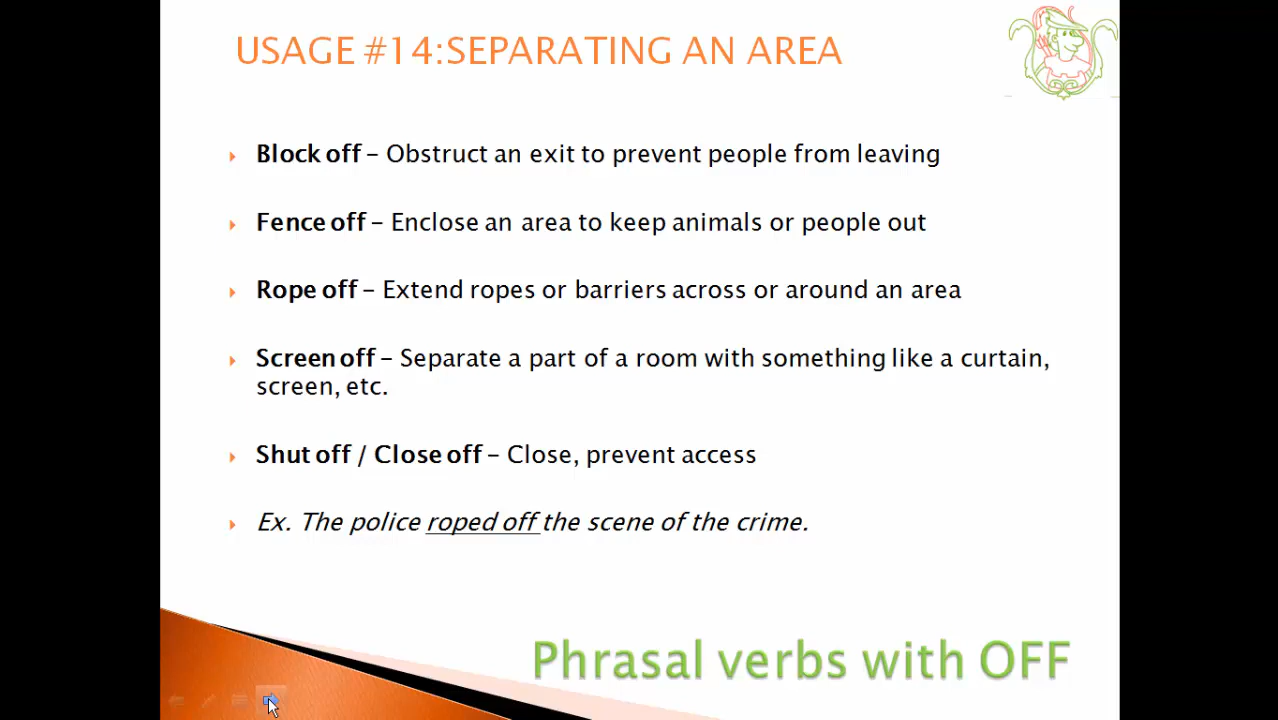 USAGE #14:SEPARATING AN AREA
Block off – Obstruct an exit to prevent people from leaving
Fence off – Enclose an area to keep animals or people out
Rope off – Extend ropes or barriers across or around an area
Screen off – Separate a part of a room with something like a curtain,
screen, etc.
Shut off / Close off – Close, prevent access
Ex. The police roped off the scene of the crime.
Phrasal verbs with OFF